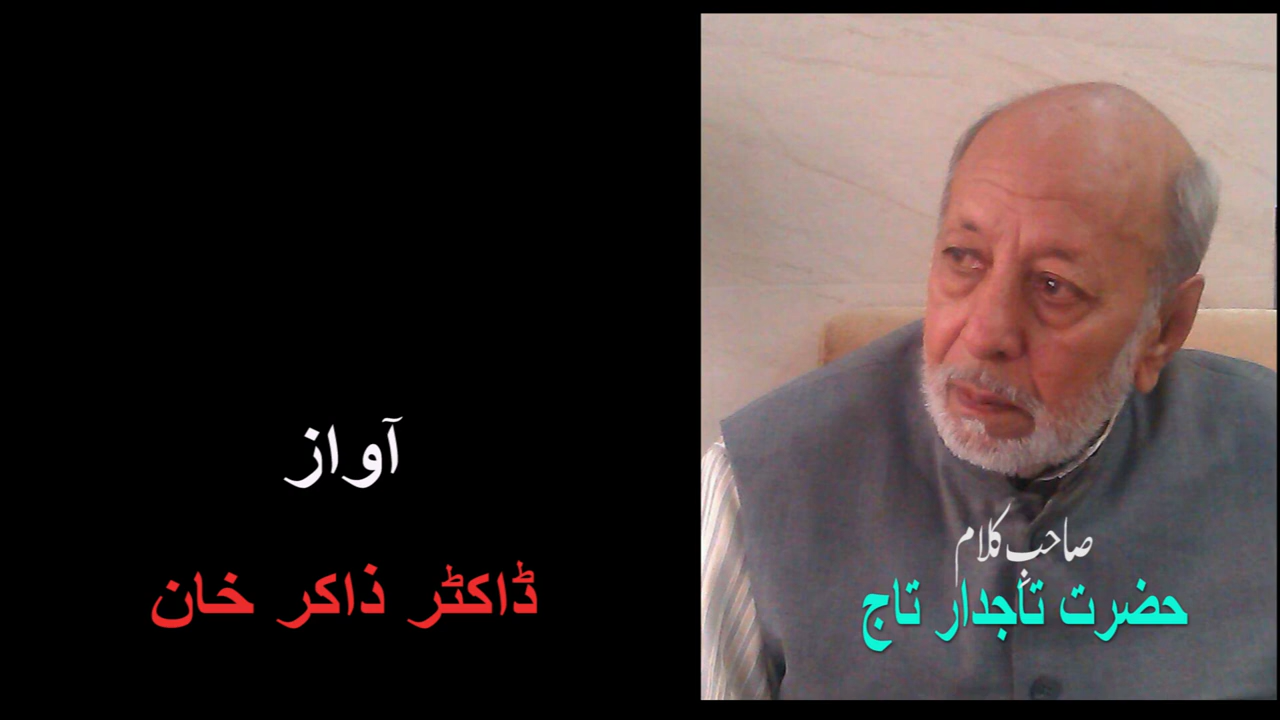 آواز
ڈاکٹر ذاکر خان
صاحب کلام
حضرت تاجدار تاج